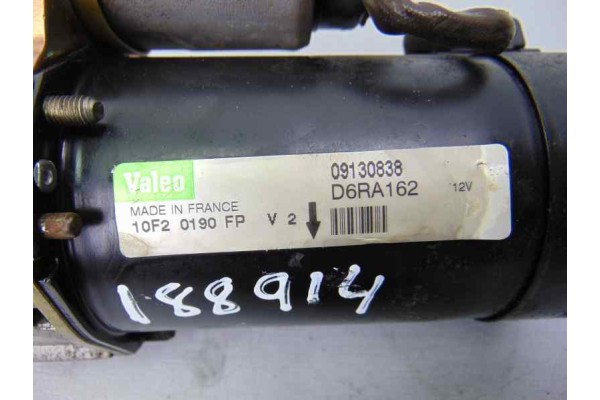 Valeo
09130838
D6RA162 12V
MADE IN FRANCE
10F2 0190 FP V 2
188914